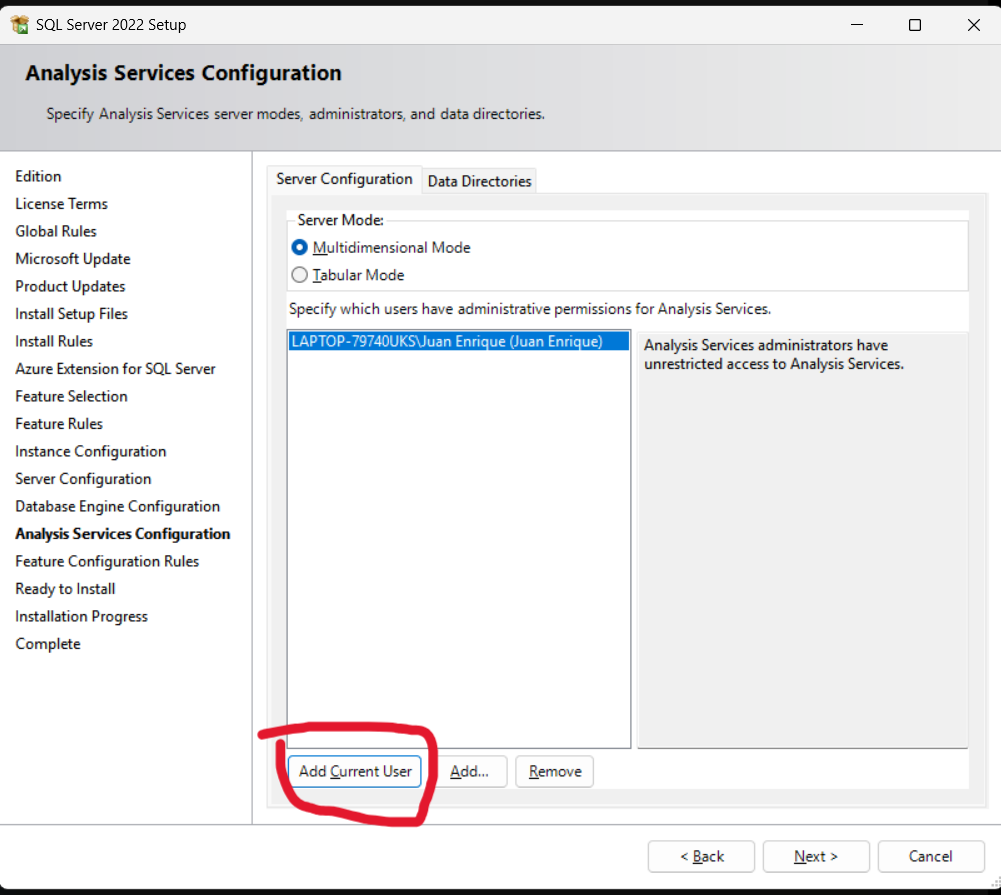 SQL Server 2022 Setup
Analysis Services Configuration
Specify Analysis Services server modes, administrators, and data directories.
Edition
License Terms
Global Rules
Microsoft Update
Product Updates
Install Setup Files
Install Rules
Azure Extension for SQL Server
Feature Selection
Feature Rules
Instance Configuration
Server Configuration
Database Engine Configuration
Analysis Services Configuration
Feature Configuration Rules
Ready to Install
Installation Progress
Complete
Server Configuration
Data Directories
Server Mode:
Multidimensional Mode
Tabular Mode
Specify which users have administrative permissions for Analysis Services.
LAPTOP-79740UKS\Juan Enrique (Juan Enrique)
Analysis Services administrators have
unrestricted access to Analysis Services.
Add Current User
Add...
Remove
< Back
Next >
Cancel